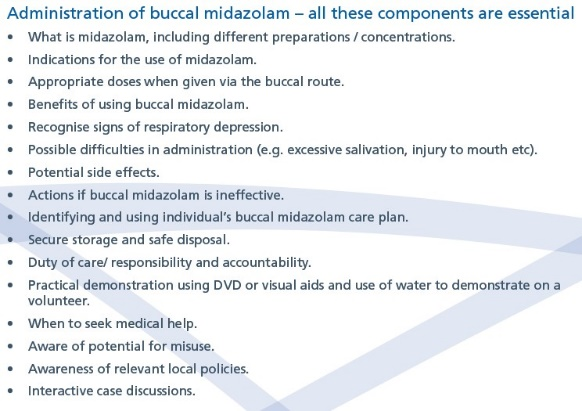 Administration of buccal midazolam – all these components are essential
• What is midazolam, including different preparations / concentrations.
• Indications for the use of midazolam.
• Appropriate doses when given via the buccal route.
• Benefits of using buccal midazolam.
• Recognise signs of respiratory depression.
• Possible difficulties in administration (e.g. excessive salivation, injury to mouth etc).
• Potential side effects.
• Actions if buccal midazolam is ineffective.
• Identifying and using individual's buccal midazolam care plan.
• Secure storage and safe disposal.
• Duty of care/ responsibility and accountability.
• Practical demonstration using DVD or visual aids and use of water to demonstrate on a
volunteer.
• When to seek medical help.
• Aware of potential for misuse.
• Awareness of relevant local policies.
• Interactive case discussions.